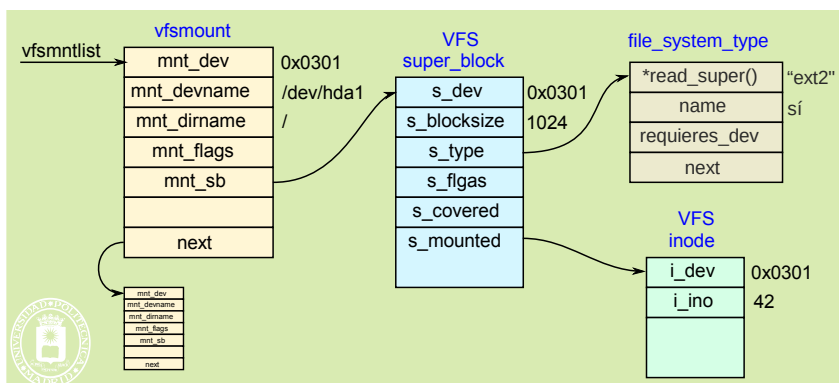 vfsmntlist
vfsmount
mnt_dev 0x0301
mnt_devname /dev/hda1
mnt_dirname /
mnt_flags
mnt_sb
next
mnt_dev
mnt_devname
mnt_dirname
mnt_flags
mnt_sb
next
VFS
super_block
s_dev 0x0301
s_blocksize 1024
s_type
s_flgas
s_covered
s_mounted
file_system_type
*read_super() “ext2"
name sí
requieres_dev
next
VFS
inode
i_dev 0x0301
i_ino 42
UNIVERSIDAD POLITECNICA